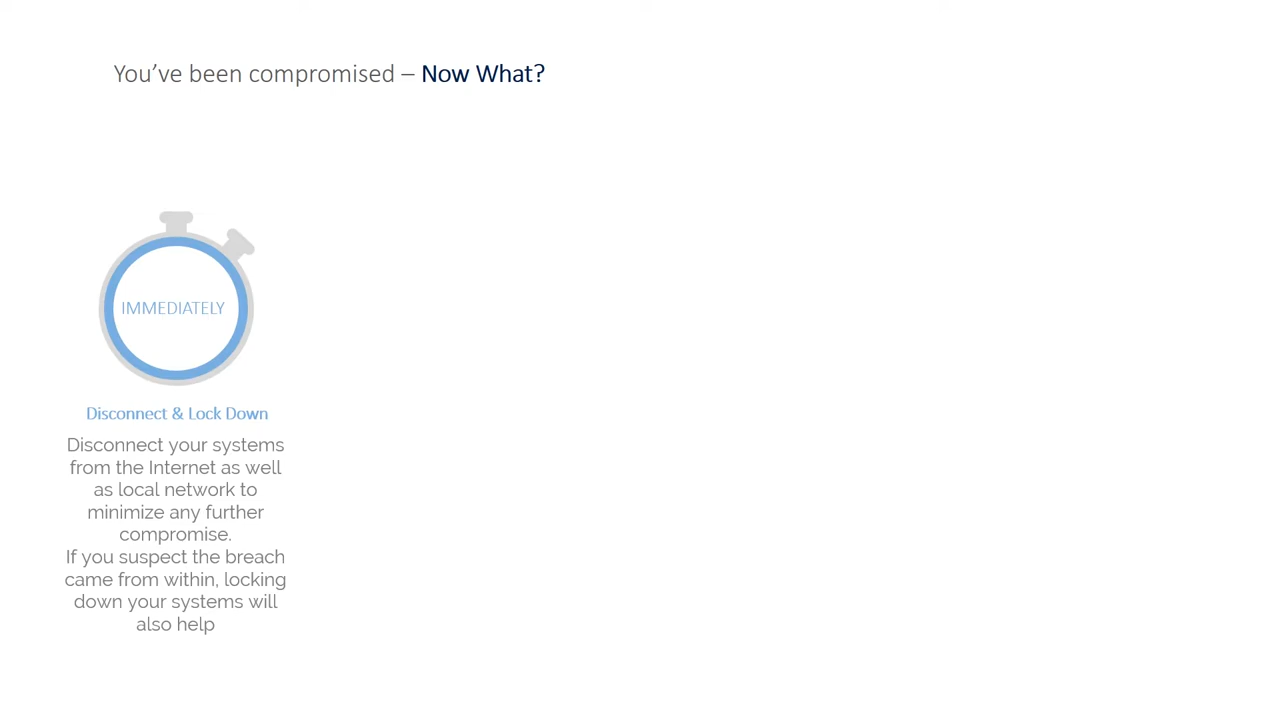 You’ve been compromised – Now What?
IMMEDIATELY
Disconnect & Lock Down
Disconnect your systems
from the Internet as well
as local network to
minimize any further
compromise.
If you suspect the breach
came from within, locking
down your systems will
also help